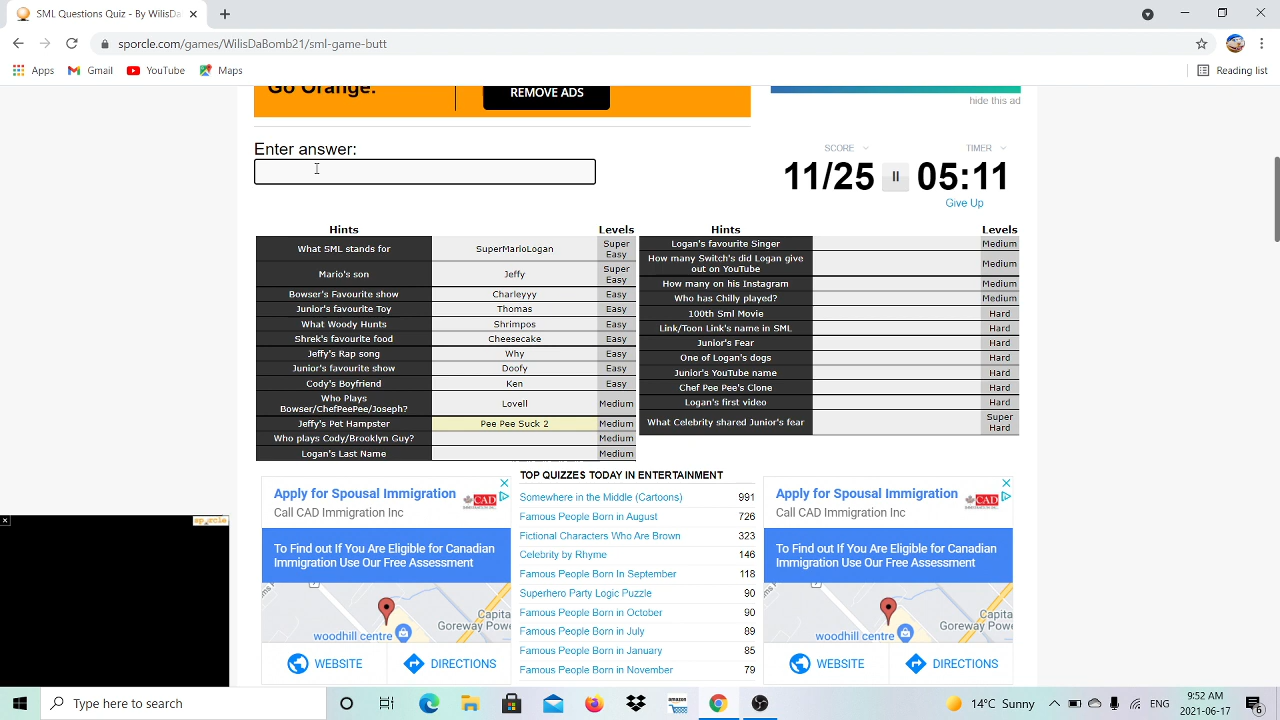 SML Question Quiz - By WilisDa
sporcle.com/games/WilisDarbon21/sml-game-butt
Apps
Gmail
YouTube
Maps
Reading list
Go Orange.
REMOVE ADS
hide this ad
Enter answer:
SCORE
TIMER
11/25
05:11
Give Up
Hints Levels
What SML stands for SuperMarioLogan Super Easy
Mario's son Jeffy Super Easy
Bowser's Favourite show Charleyyy Easy
Junior's favourite Toy Thomas Easy
What Woody Hunts Shrimpos Easy
Shrek's favourite food Cheesecake Easy
Jeffy's Rap song Why Easy
Junior's favourite show Doofy Easy
Cody's Boyfriend Ken Easy
Who Plays Bowser/ChefPeePee/Joseph? Lovell Medium
Jeffy's Pet Hampster Pee Pee Suck 2 Medium
Who plays Cody/Brooklyn Guy? Medium
Logan's Last Name Medium
Hints Levels
Logan's favourite Singer Medium
How many Switch's did Logan give out on YouTube Medium
How many on his Instagram Medium
Who has Chilly played? Medium
100th Sml Movie Hard
Link/Toon Link's name in SML Hard
Junior's Fear Hard
One of Logan's dogs Hard
Junior's YouTube name Hard
Chef Pee Pee's Clone Hard
Logan's first video Hard
What Celebrity shared Junior's fear Super Hard
Apply for Spousal Immigration
Call CAD Immigration Inc
CAD
To Find out If You Are Eligible for Canadian
Immigration Use Our Free Assessment
Capita
Goreway Pow
woodhill centre
WEBSITE
DIRECTIONS
TOP QUIZZES TODAY IN ENTERTAINMENT
Somewhere in the Middle (Cartoons) 991
Famous People Born in August 726
Fictional Characters Who Are Brown 323
Celebrity by Rhyme 146
Famous People Born In September 118
Superhero Party Logic Puzzle 90
Famous People Born in October 90
Famous People Born in July 89
Famous People Born in January 85
Famous People Born in November 79
Apply for Spousal Immigration
Call CAD Immigration Inc
CAD
To Find out If You Are Eligible for Canadian
Immigration Use Our Free Assessment
Capita
Goreway Pow
woodhill centre
WEBSITE
DIRECTIONS
sporcle
Type here to search
amazon
14°C Sunny
ENG
9:52 AM
2021-06-17
6